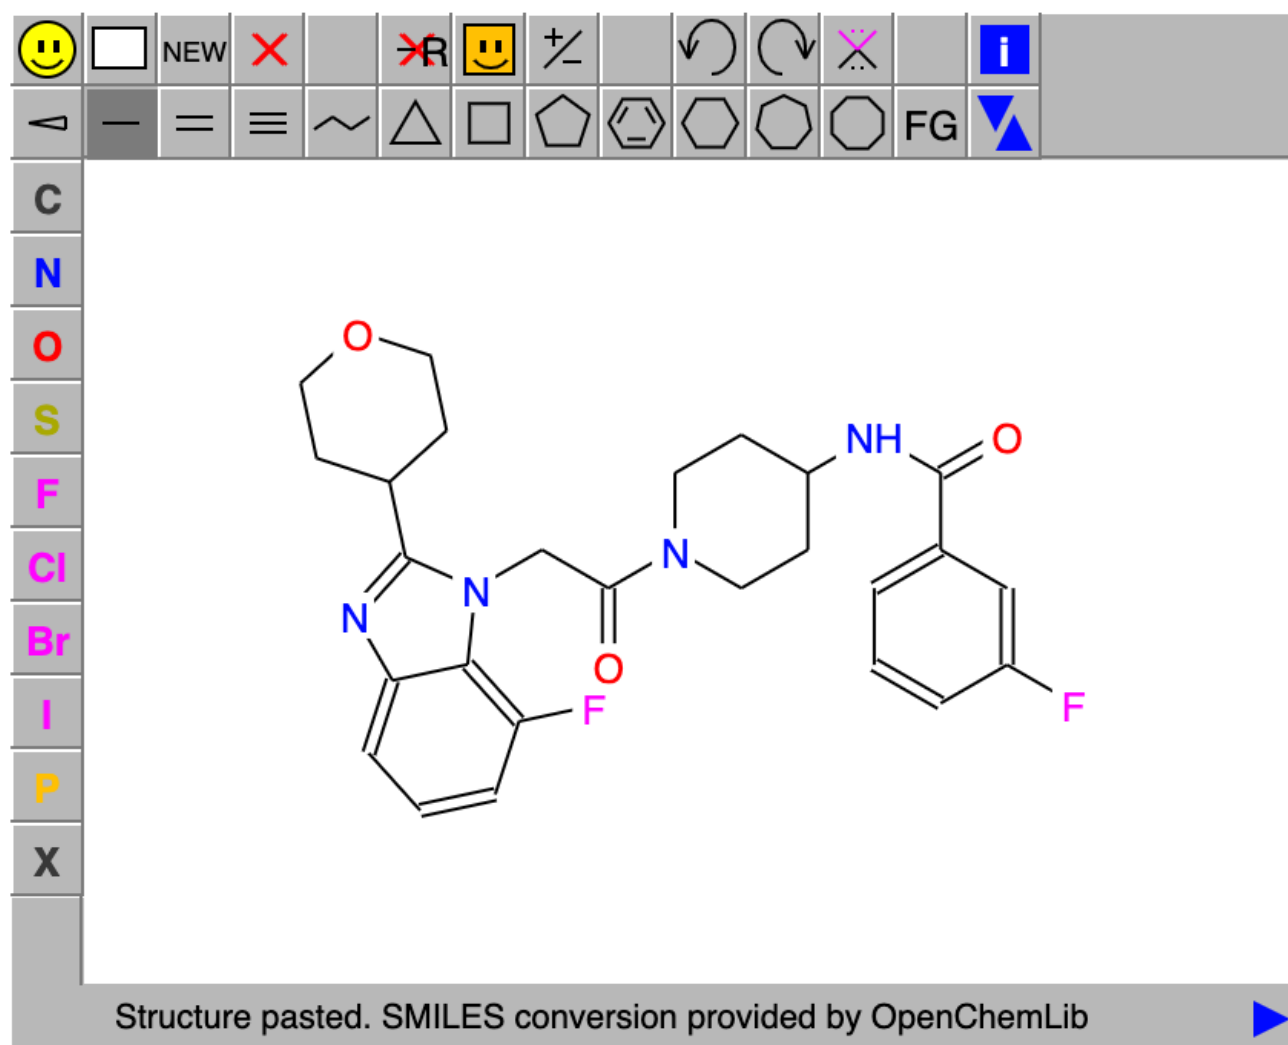 NEW
R
+/−
i
FG
C
N
O
S
F
Cl
Br
I
P
X
O
NH
O
N
N
N
O
F
F
Structure pasted. SMILES conversion provided by OpenChemLib